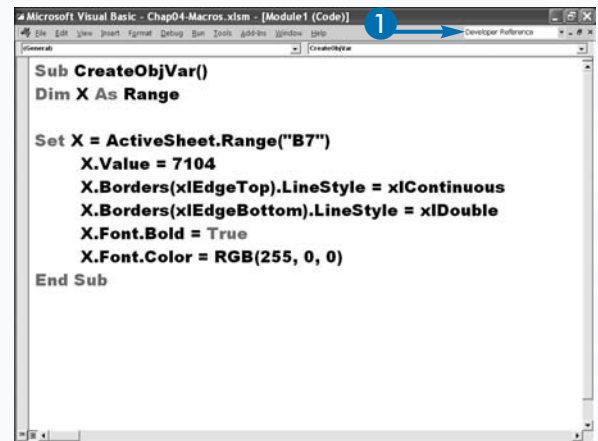 Microsoft Visual Basic - Chap04-Macros.xlsm - [Module1 (Code)]
File Edit View Insert Format Debug Run Tools Add-Ins Window Help
1
Developer Reference
(General)
CreateObjVar
Sub CreateObjVar()
Dim X As Range
Set X = ActiveSheet.Range("B7")
X.Value = 7104
X.Borders(xlEdgeTop).LineStyle = xlContinuous
X.Borders(xlEdgeBottom).LineStyle = xlDouble
X.Font.Bold = True
X.Font.Color = RGB(255, 0, 0)
End Sub